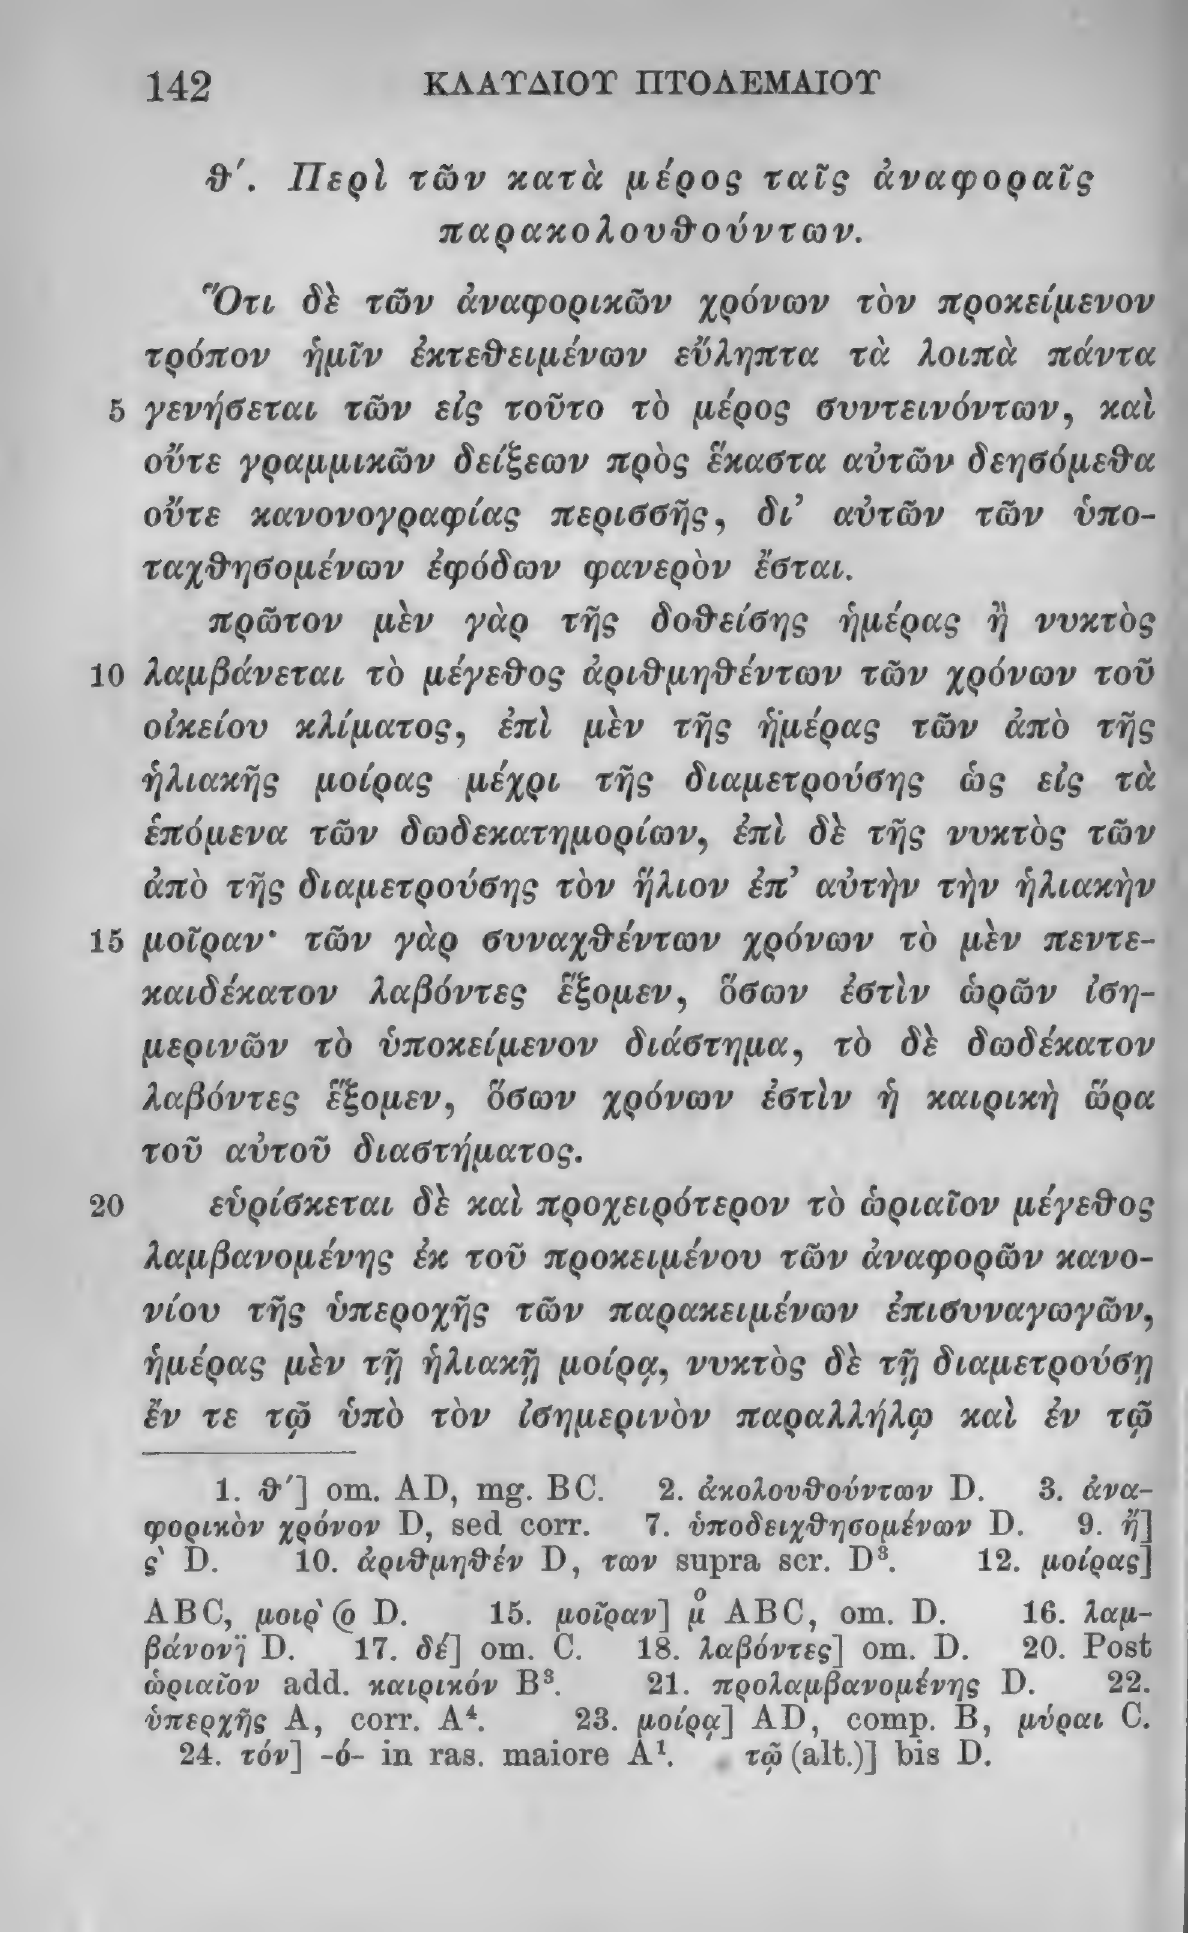 142 ΚΛΑΥΔΙΟΥ ΠΤΟΛΕΜΑΙΟΥ
θ΄. Περὶ τῶν κατὰ μέρος ταῖς ἀναφοραῖς
παρακολουθούντων.
Ὅτι δὲ τῶν ἀναφορικῶν χρόνων τὸν προκείμενον
τρόπον ἡμῖν ἐκτεθειμένων εὔληπτα τὰ λοιπὰ πάντα
5 γενήσεται τῶν εἰς τοῦτο τὸ μέρος συντεινόντων, καὶ
οὔτε γραμμικῶν δείξεων πρὸς ἕκαστα αὐτῶν δεησόμεθα
οὔτε κανονογραφίας περισσῆς, δι’ αὐτῶν τῶν ὑπο-
ταχθησομένων ἐφόδων φανερὸν ἔσται.
πρῶτον μὲν γὰρ τῆς δοθείσης ἡμέρας ἢ νυκτὸς
10 λαμβάνεται τὸ μέγεθος ἀριθμηθέντων τῶν χρόνων τοῦ
οἰκείου κλίματος, ἐπὶ μὲν τῆς ἡμέρας τῶν ἀπὸ τῆς
ἡλιακῆς μοίρας μέχρι τῆς διαμετρούσης ὡς εἰς τὰ
ἑπόμενα τῶν δωδεκατημορίων, ἐπὶ δὲ τῆς νυκτὸς τῶν
ἀπὸ τῆς διαμετρούσης τὸν ἥλιον ἐπ’ αὐτὴν τὴν ἡλιακὴν
15 μοῖραν· τῶν γὰρ συναχθέντων χρόνων τὸ μὲν πεντε-
καιδέκατον λαβόντες ἕξομεν, ὅσων ἐστὶν ὡρῶν ἰση-
μερινῶν τὸ ὑποκείμενον διάστημα, τὸ δὲ δωδέκατον
λαβόντες ἕξομεν, ὅσων χρόνων ἐστὶν ἡ καιρικὴ ὥρα
τοῦ αὐτοῦ διαστήματος.
20 εὑρίσκεται δὲ καὶ προχειρότερον τὸ ὡριαῖον μέγεθος
λαμβανομένης ἐκ τοῦ προκειμένου τῶν ἀναφορῶν κανο-
νίου τῆς ὑπεροχῆς τῶν παρακειμένων ἐπισυναγωγῶν,
ἡμέρας μὲν τῇ ἡλιακῇ μοίρᾳ, νυκτὸς δὲ τῇ διαμετρούσῃ
ἔν τε τῷ ὑπὸ τὸν ἰσημερινὸν παραλλήλῳ καὶ ἐν τῷ
1. θ΄] om. AD, mg. BC. 2. ἀκολουθούντων D. 3. ἀνα-
φορικὸν χρόνον D, sed corr. 7. ὑποδειχθησομένων D. 9. ἤ]
ς` D. 10. ἀριθμηθέν D, των supra scr. D³. 12. μοίρας]
ABC, μοιρ` D. 15. μοῖραν] μ̊ ABC, om. D. 16. λαμ-
D. 17. δέ] om. C. 18. λαβόντες] om. D. 20. Post
ὡριαῖον add. καιρικόν B³. 21. προλαμβανομένης D. 22.
ὑπερχῆς A, corr. A⁴. 23. μοίρᾳ] AD, comp. B, μύραι C.
24. τόν] -ό- in ras. maiore A¹. τῷ (alt.)] bis D.